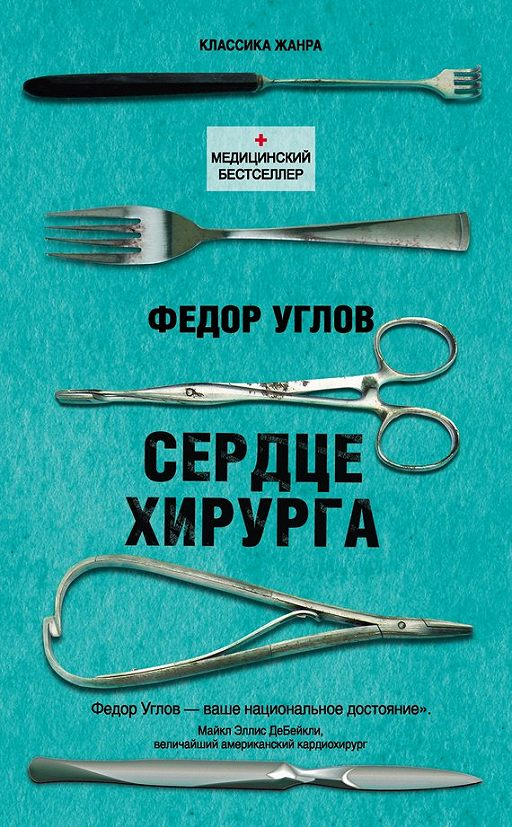 КЛАССИКА ЖАНРА
МЕДИЦИНСКИЙ
БЕСТСЕЛЛЕР
ФЕДОР УГЛОВ
СЕРДЦЕ
ХИРУРГА
Федор Углов — ваше национальное достояние».
Майкл Эллис ДеБейкли,
величайший американский кардиохирург